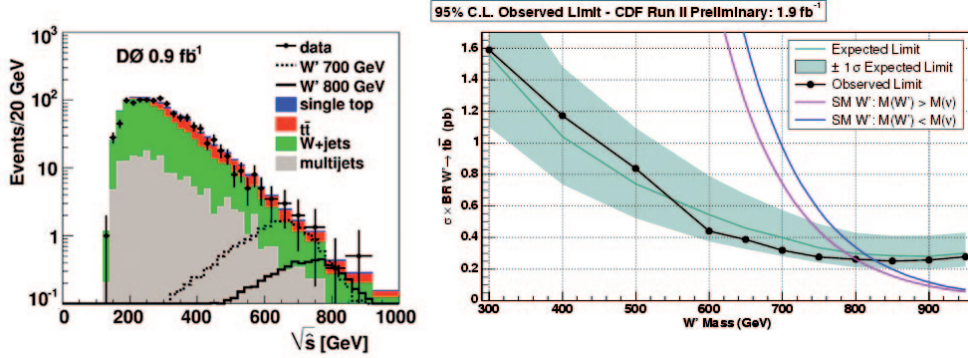 DØ 0.9 fb⁻¹
data
W' 700 GeV
W' 800 GeV
single top
tt̄
W+jets
multijets
Events/20 GeV
10³
10²
10
1
10⁻¹
0
200
400
600
800
1000
√ŝ [GeV]
95% C.L. Observed Limit - CDF Run II Preliminary: 1.9 fb⁻¹
Expected Limit
± 1σ Expected Limit
Observed Limit
SM W': M(W') > M(ν)
SM W': M(W') < M(ν)
σ × BR W'→ tb̄ (pb)
1.6
1.4
1.2
1
0.8
0.6
0.4
0.2
0
300
400
500
600
700
800
900
W' Mass (GeV)